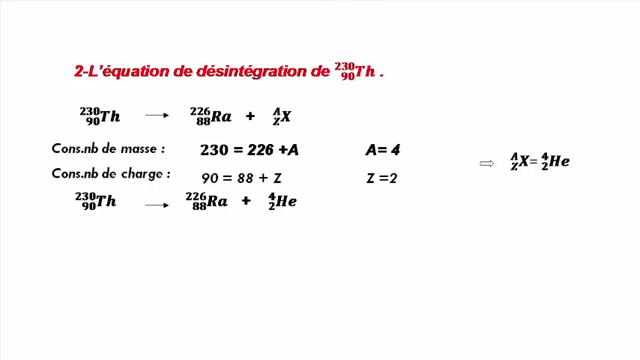 2-L'équation de désintégration de ²³⁰₉₀Th .
²³⁰₉₀Th → ²²⁶₈₈Ra + ᴬ_ZX
Cons.nb de masse : 230 = 226 +A A= 4
⇨ ᴬ_ZX= ⁴₂He
Cons.nb de charge : 90 = 88 + Z Z =2
²³⁰₉₀Th → ²²⁶₈₈Ra + ⁴₂He